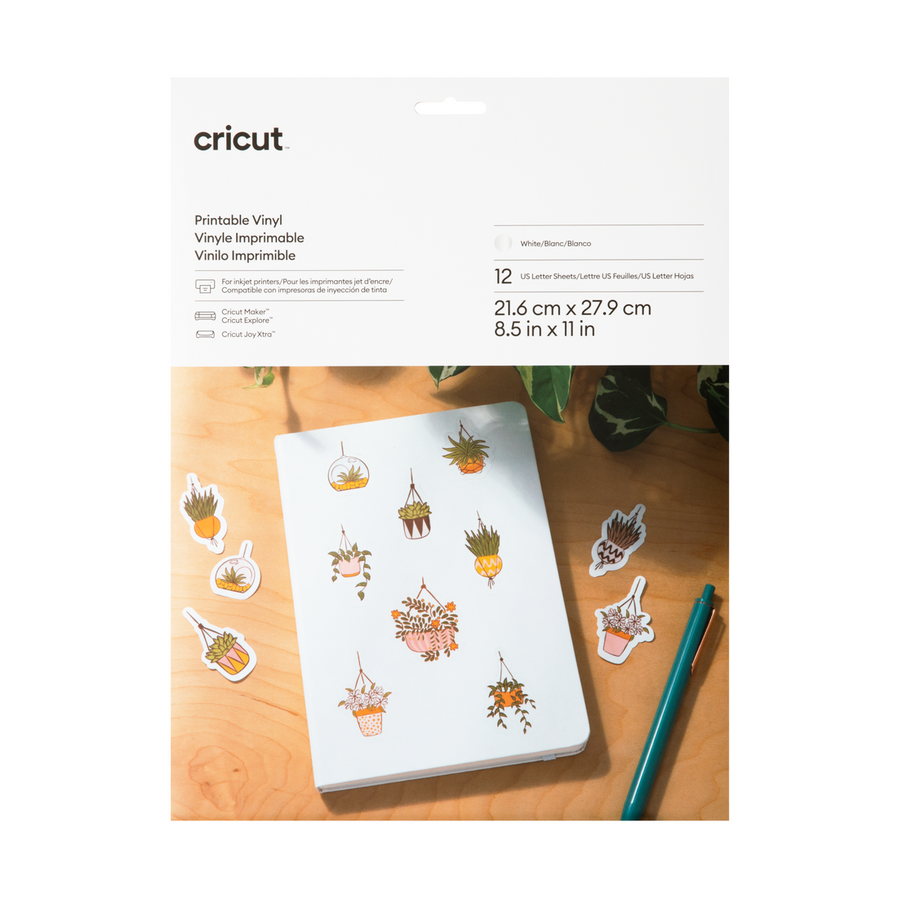 cricut™
Printable Vinyl
Vinyle Imprimable
Vinilo Imprimible
For inkjet printers/Pour les imprimantes jet d'encre/
Compatible con impresoras de inyección de tinta
Cricut Maker™
Cricut Explore™
Cricut Joy Xtra™
White/Blanc/Blanco
12 US Letter Sheets/Lettre US Feuilles/US Letter Hojas
21.6 cm x 27.9 cm
8.5 in x 11 in